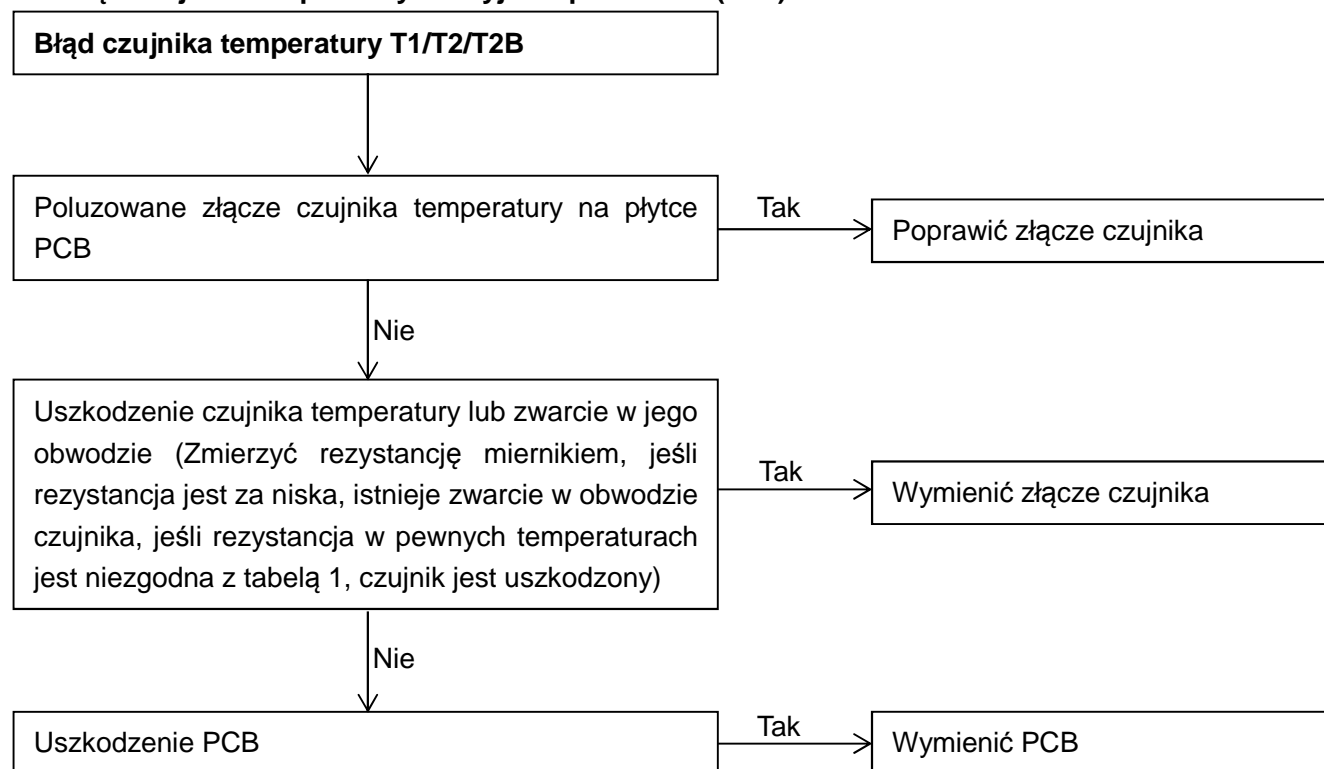 Błąd czujnika temperatury T1/T2/T2B
Poluzowane złącze czujnika temperatury na płytce
PCB
Tak
Poprawić złącze czujnika
Nie
Uszkodzenie czujnika temperatury lub zwarcie w jego
obwodzie (Zmierzyć rezystancję miernikiem, jeśli
rezystancja jest za niska, istnieje zwarcie w obwodzie
czujnika, jeśli rezystancja w pewnych temperaturach
jest niezgodna z tabelą 1, czujnik jest uszkodzony)
Tak
Wymienić złącze czujnika
Nie
Uszkodzenie PCB
Tak
Wymienić PCB